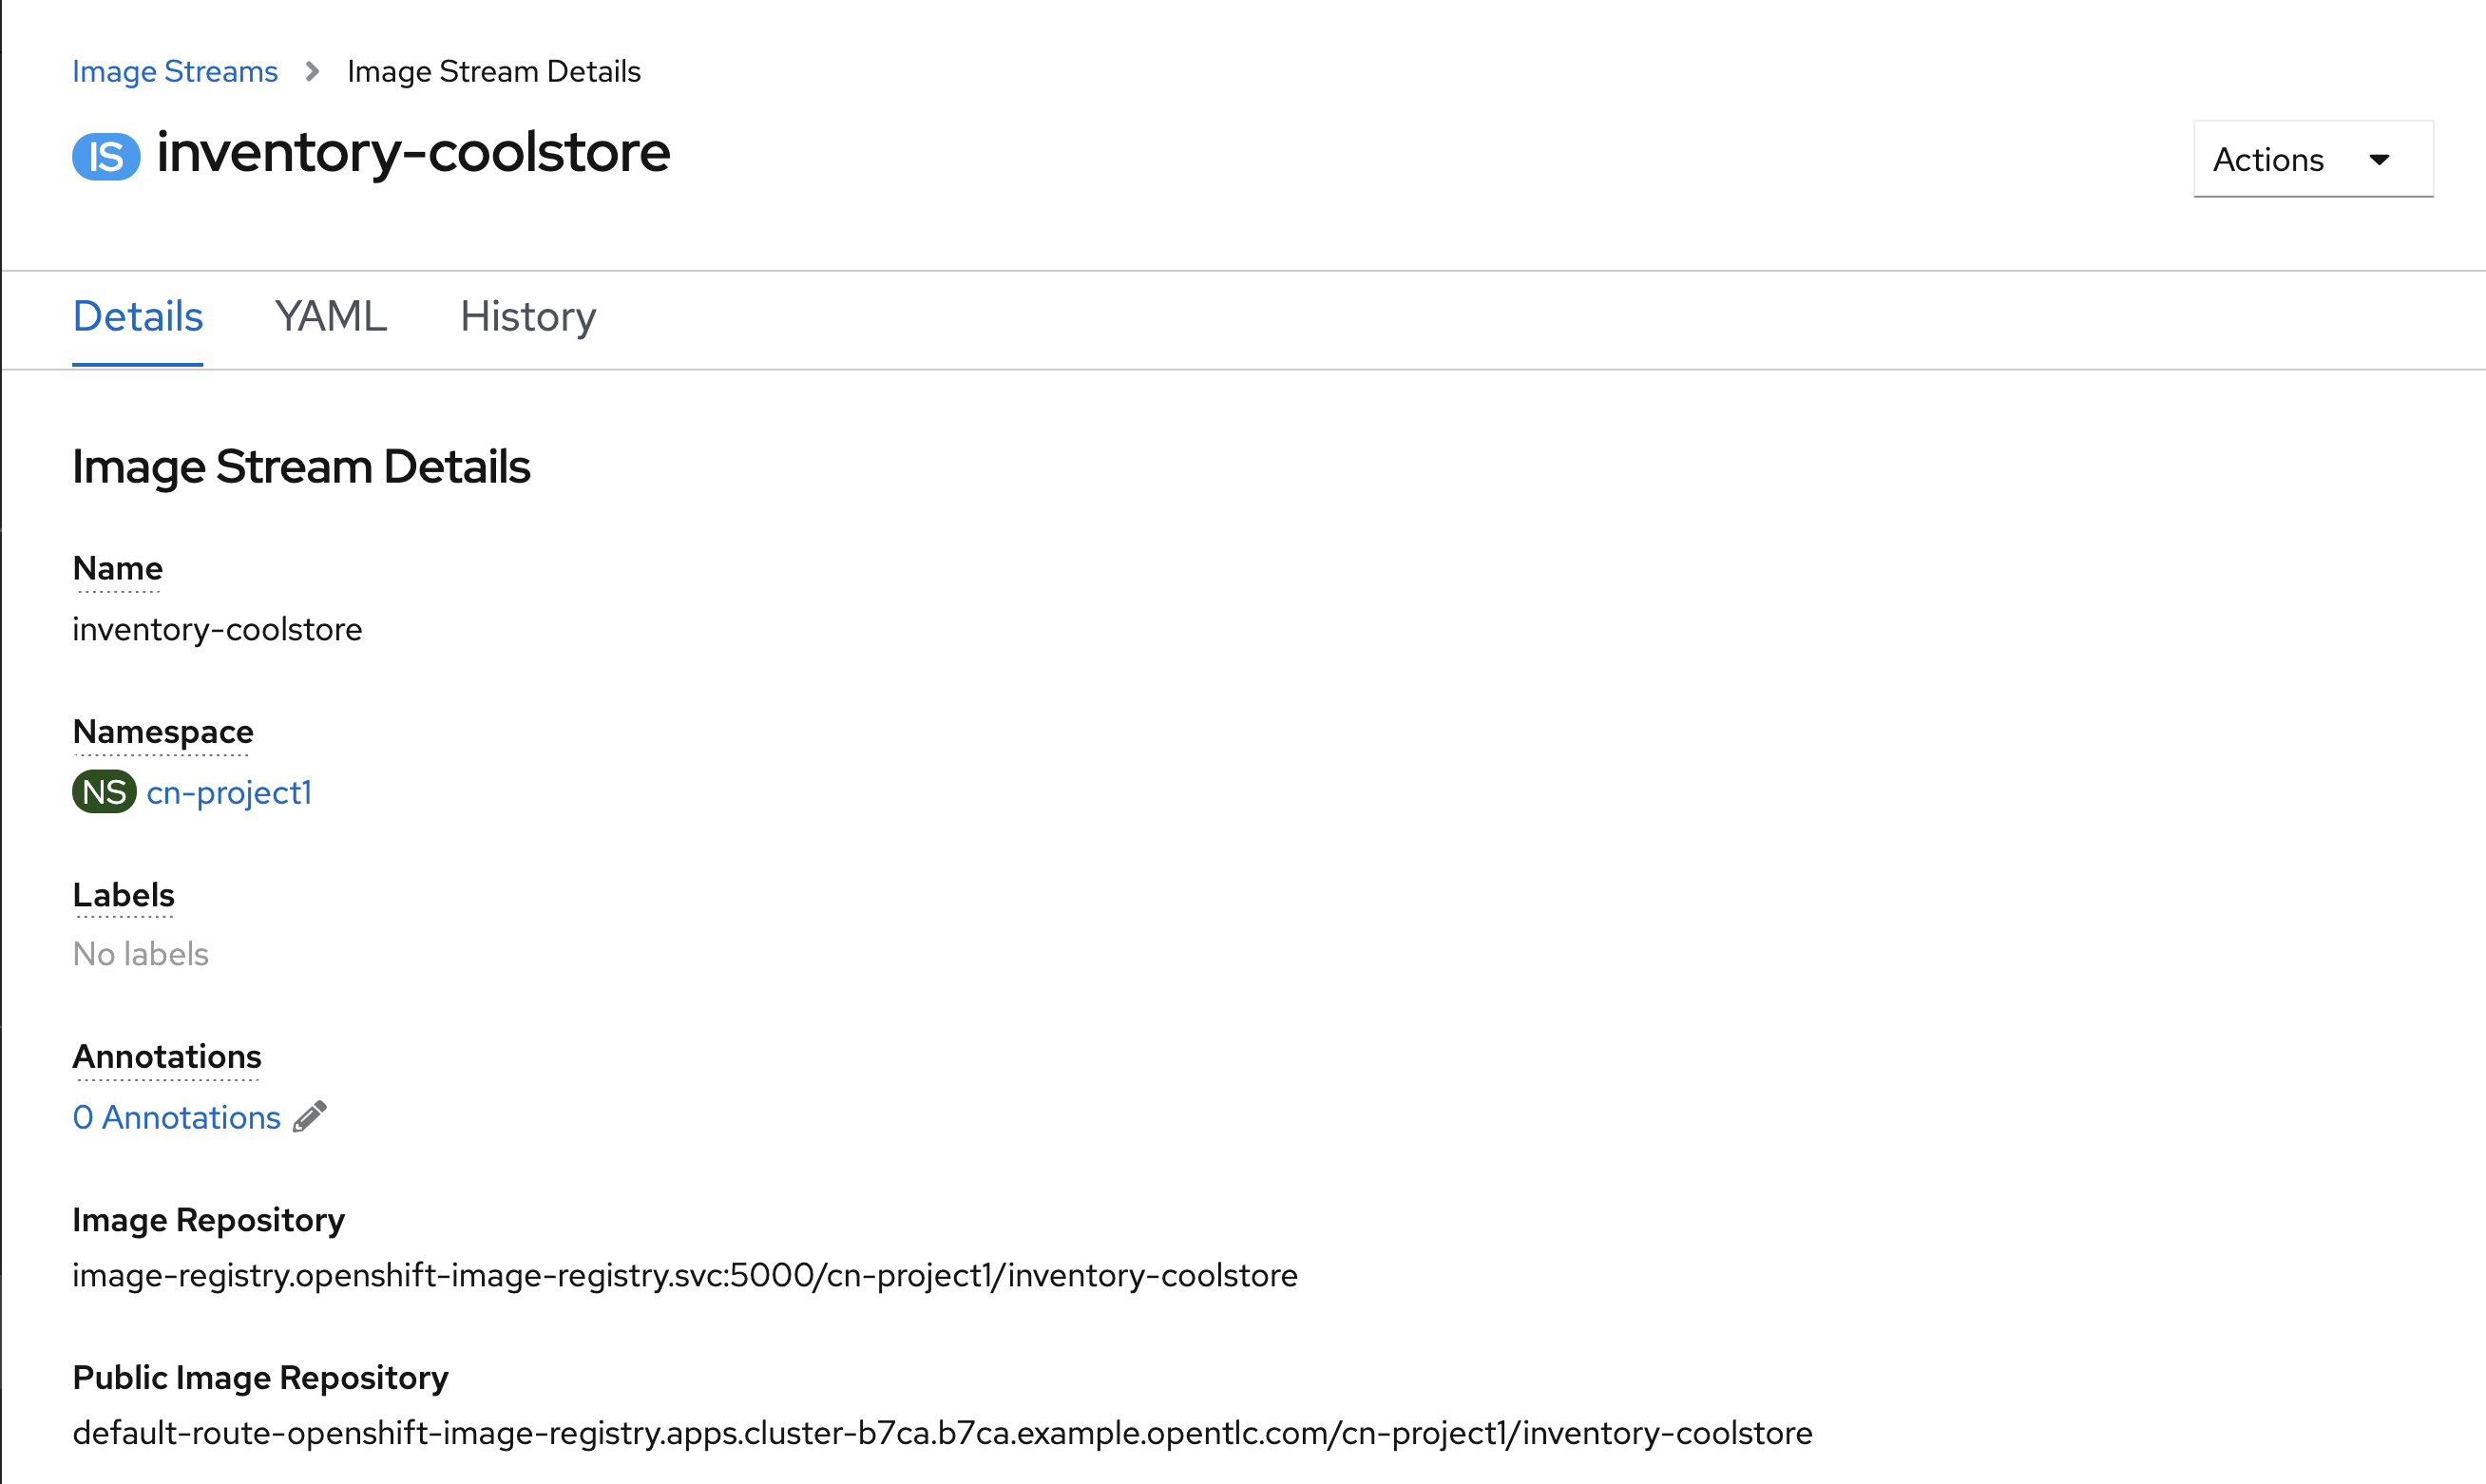 Image Streams > Image Stream Details
IS inventory-coolstore
Actions
Details YAML History
Image Stream Details
Name
inventory-coolstore
Namespace
NS cn-project1
Labels
No labels
Annotations
0 Annotations
Image Repository
image-registry.openshift-image-registry.svc:5000/cn-project1/inventory-coolstore
Public Image Repository
default-route-openshift-image-registry.apps.cluster-b7ca.b7ca.example.opentlc.com/cn-project1/inventory-coolstore